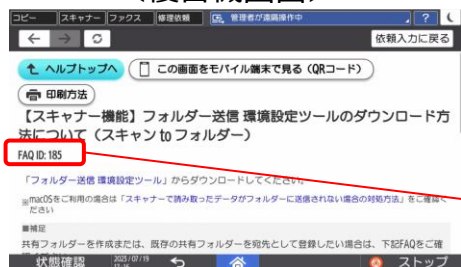 （複合機画面）
コピー スキャナー ファックス 修理依頼 管理者が遠隔操作中 ?
依頼入力に戻る
ヘルプトップへ この画面をモバイル端末で見る（QRコード）
印刷方法
【スキャナー機能】フォルダー送信 環境設定ツールのダウンロード方
法について（スキャン to フォルダー）
FAQ ID: 185
「フォルダー送信 環境設定ツール」からダウンロードしてください。
※macOSをご利用の場合は「スキャナーで読み取ったデータがフォルダーに送信されない場合の対処方法」をご確認く
ださい
■補足
共有フォルダーを作成または、既存の共有フォルダーを宛先として登録したい場合は、下記FAQをご確
状態確認 2023/07/19 ストップ